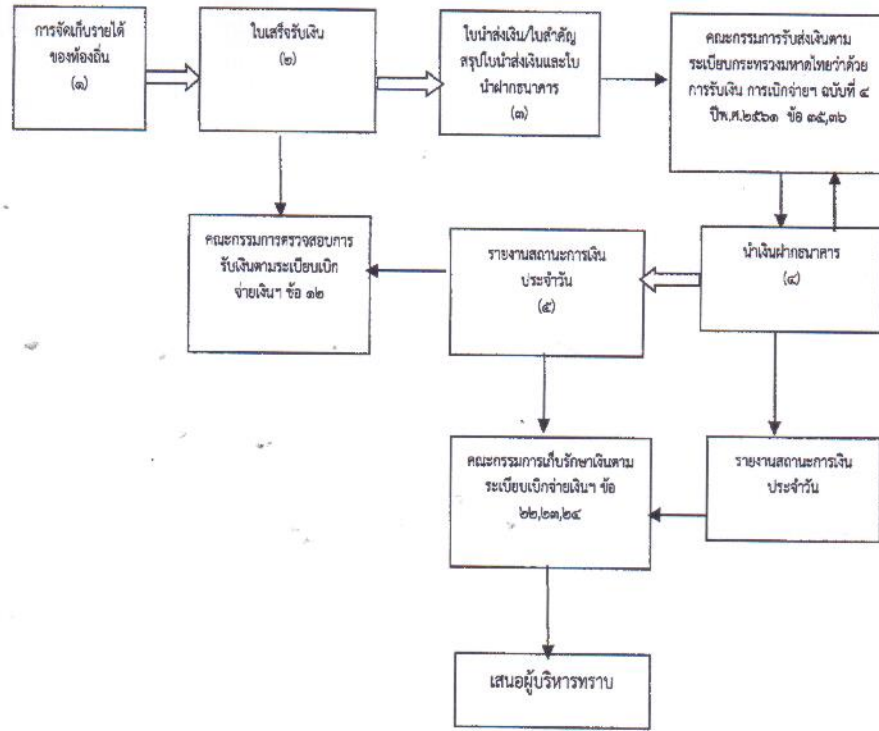 การจัดเก็บรายได้
ของท้องถิ่น
(๑)
ใบเสร็จรับเงิน
(๒)
ใบนำส่งเงิน/ใบสำคัญ
สรุปใบนำส่งเงินและใบ
นำฝากธนาคาร
(๓)
คณะกรรมการรับส่งเงินตาม
ระเบียบกระทรวงมหาดไทยว่าด้วย
การรับเงิน การเบิกจ่ายฯ ฉบับที่ ๔
ปีพ.ศ.๒๕๖๑ ข้อ ๓๕,๓๖
คณะกรรมการตรวจสอบการ
รับเงินตามระเบียบเบิก
จ่ายเงินฯ ข้อ ๑๒
รายงานสถานะการเงิน
ประจำวัน
(๕)
นำเงินฝากธนาคาร
(๔)
คณะกรรมการเก็บรักษาเงินตาม
ระเบียบเบิกจ่ายเงินฯ ข้อ
๒๒,๒๓,๒๔
รายงานสถานะการเงิน
ประจำวัน
เสนอผู้บริหารทราบ